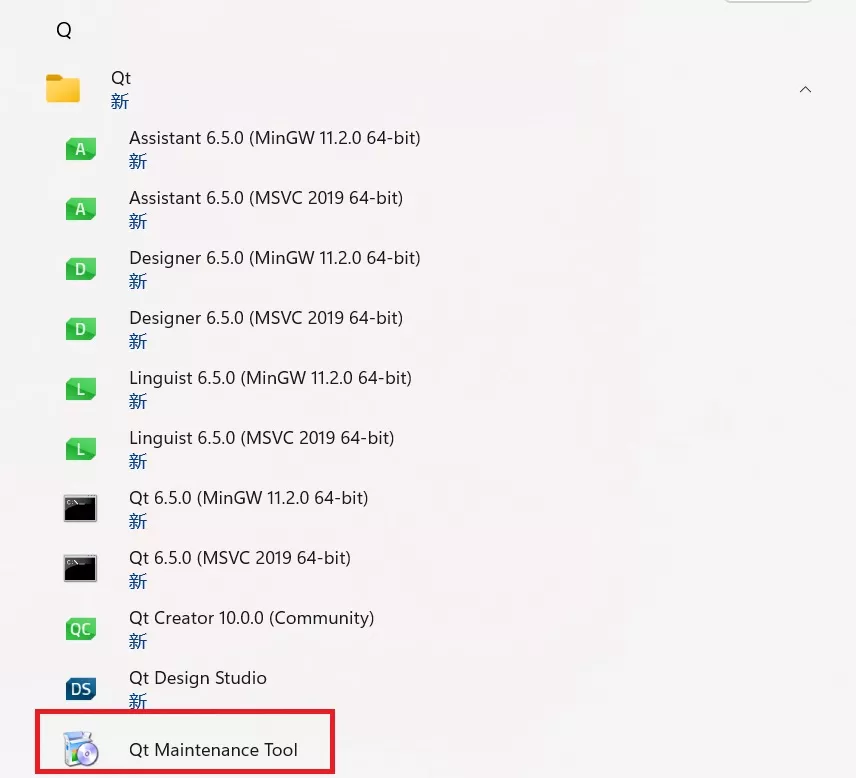 Q
Qt
新
A
Assistant 6.5.0 (MinGW 11.2.0 64-bit)
新
A
Assistant 6.5.0 (MSVC 2019 64-bit)
新
D
Designer 6.5.0 (MinGW 11.2.0 64-bit)
新
D
Designer 6.5.0 (MSVC 2019 64-bit)
新
L
Linguist 6.5.0 (MinGW 11.2.0 64-bit)
新
L
Linguist 6.5.0 (MSVC 2019 64-bit)
新
Qt 6.5.0 (MinGW 11.2.0 64-bit)
新
Qt 6.5.0 (MSVC 2019 64-bit)
新
QC
Qt Creator 10.0.0 (Community)
新
DS
Qt Design Studio
新
Qt Maintenance Tool